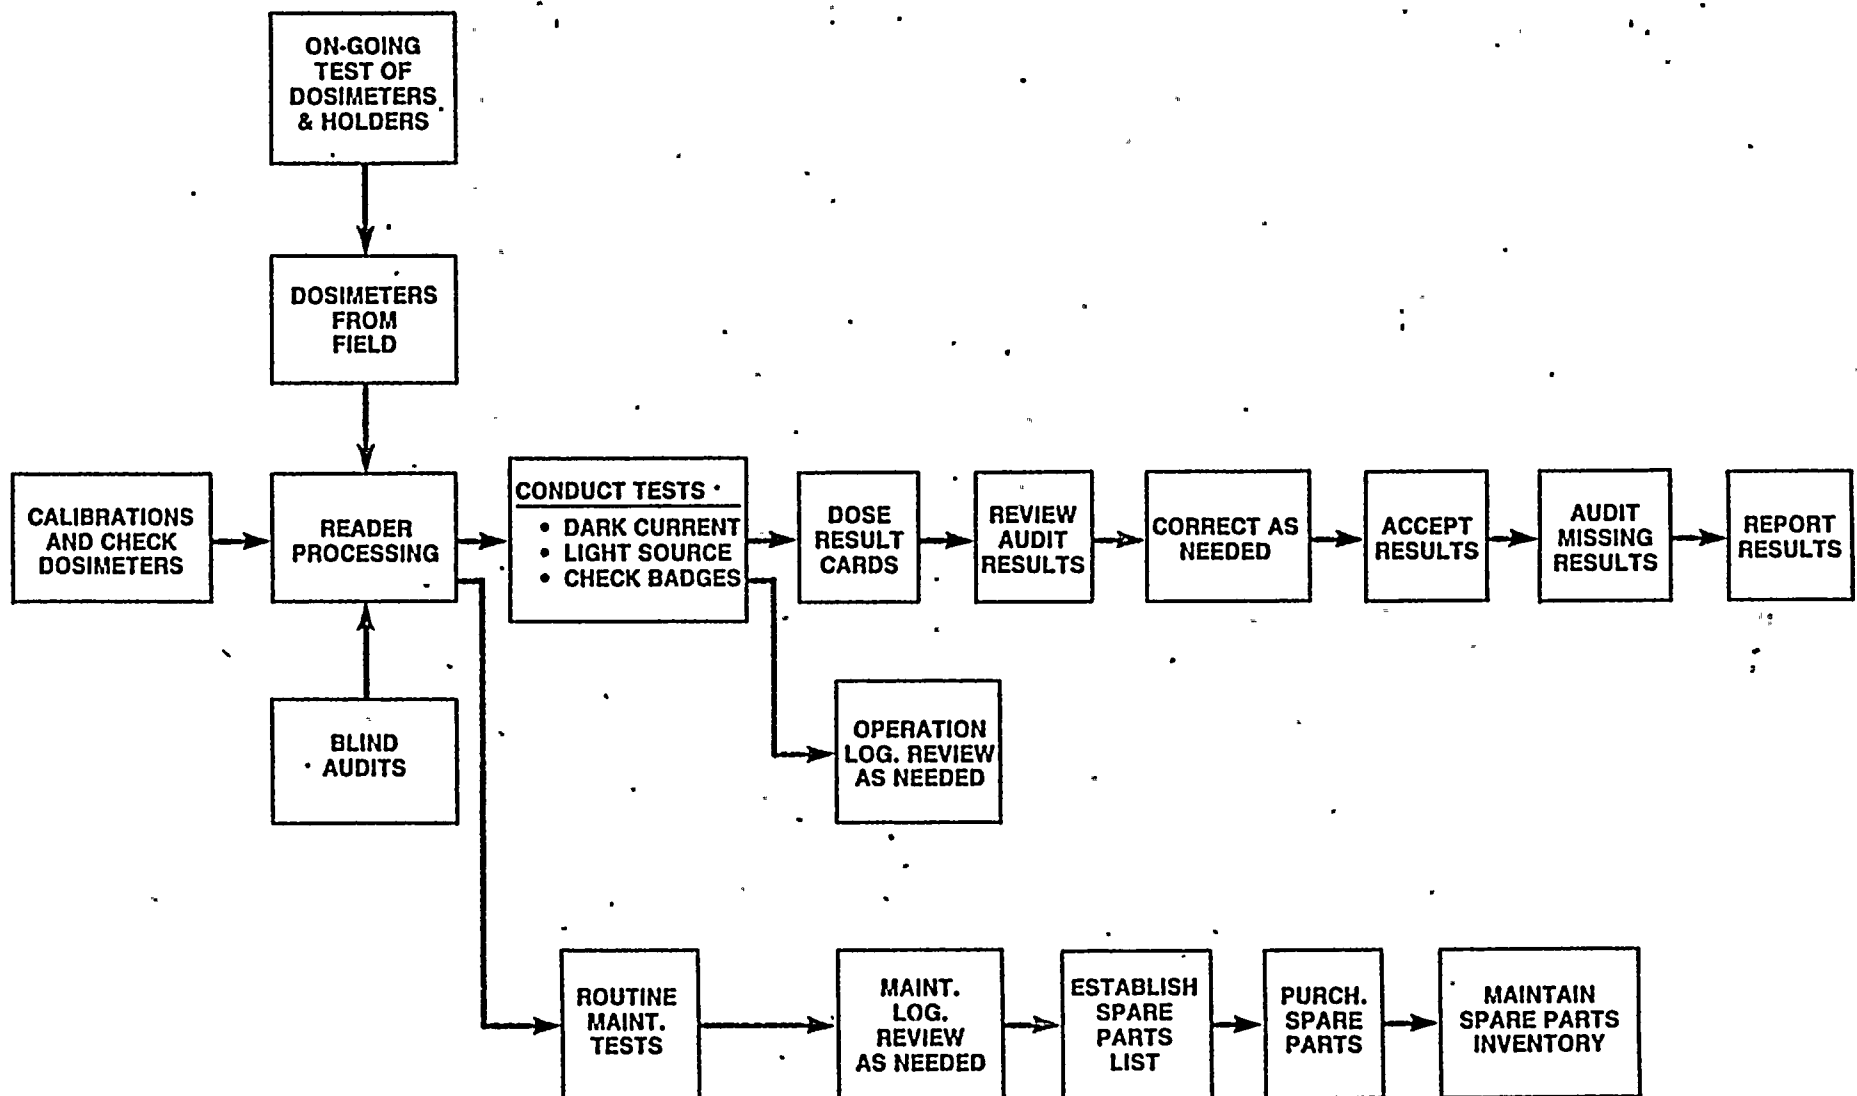 ON-GOING
TEST OF
DOSIMETERS
& HOLDERS
DOSIMETERS
FROM
FIELD
CALIBRATIONS
AND CHECK
DOSIMETERS
READER
PROCESSING
CONDUCT TESTS
• DARK CURRENT
• LIGHT SOURCE
• CHECK BADGES
DOSE
RESULT
CARDS
REVIEW
AUDIT
RESULTS
CORRECT AS
NEEDED
ACCEPT
RESULTS
AUDIT
MISSING
RESULTS
REPORT
RESULTS
BLIND
AUDITS
OPERATION
LOG. REVIEW
AS NEEDED
ROUTINE
MAINT.
TESTS
MAINT.
LOG.
REVIEW
AS NEEDED
ESTABLISH
SPARE
PARTS
LIST
PURCH.
SPARE
PARTS
MAINTAIN
SPARE PARTS
INVENTORY